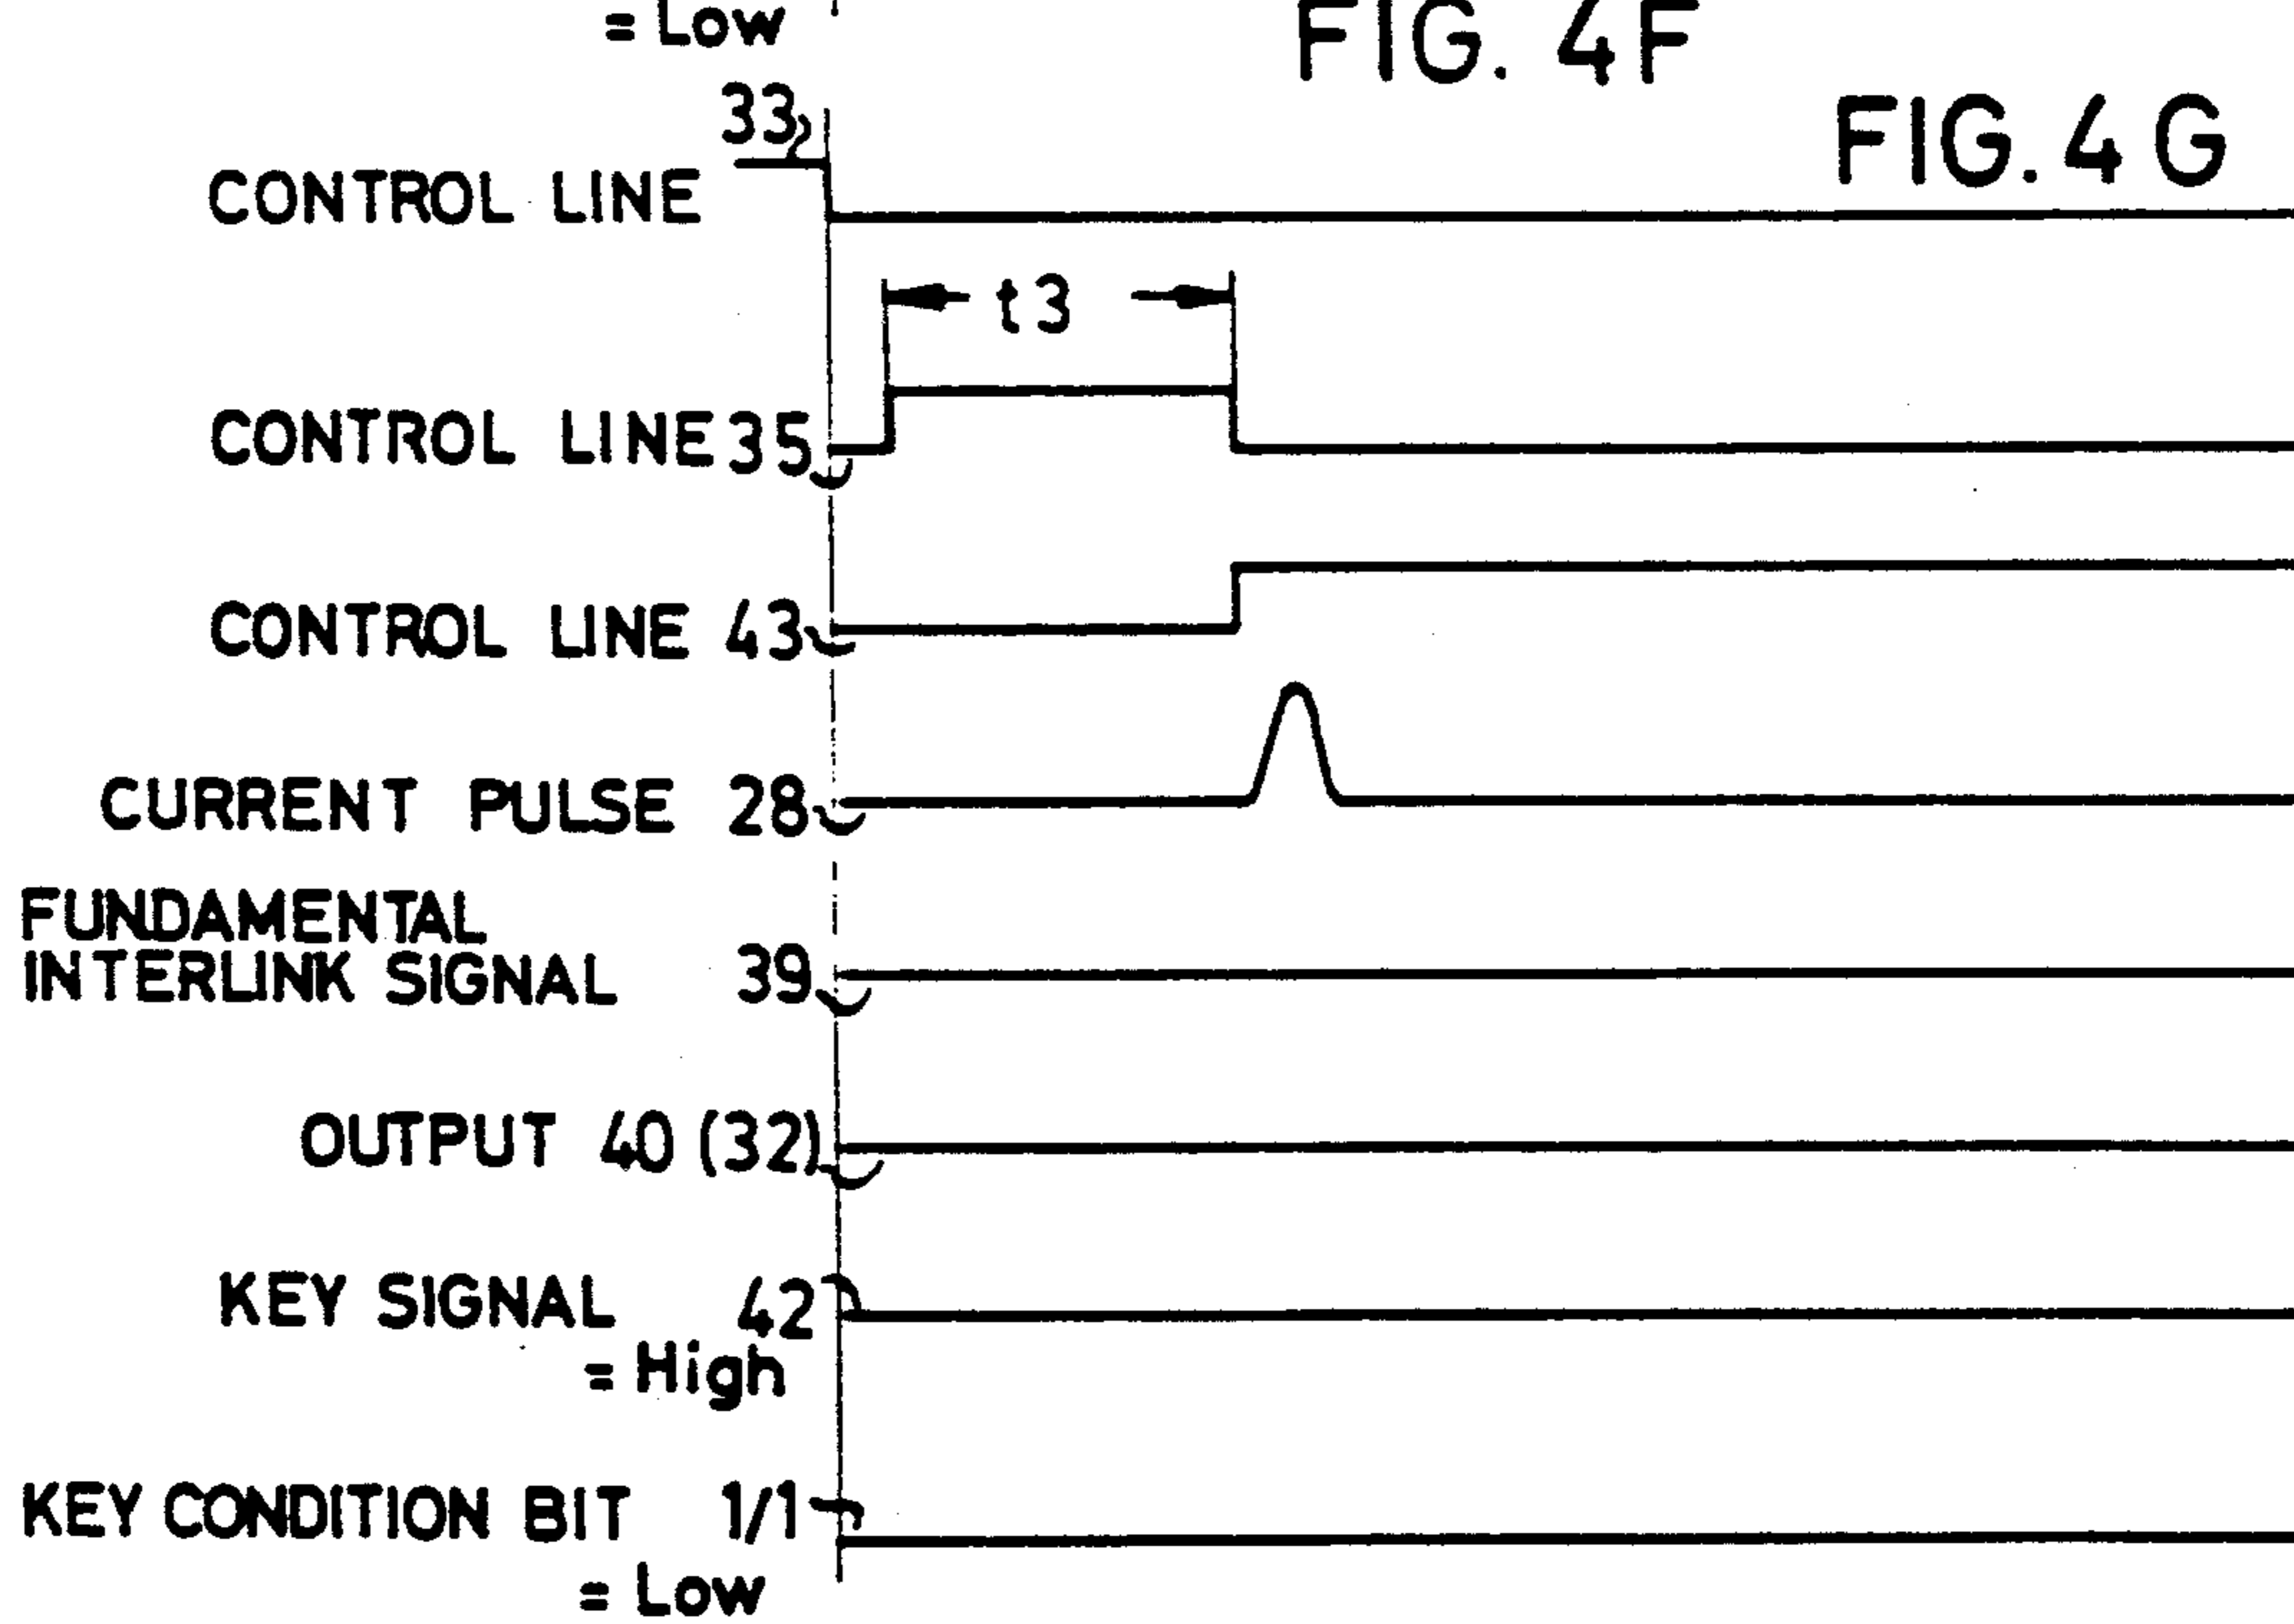 = Low
FIG. 4F
FIG. 4G
33
CONTROL LINE
t3
CONTROL LINE 35
CONTROL LINE 43
CURRENT PULSE 28
FUNDAMENTAL
INTERLINK SIGNAL 39
OUTPUT 40 (32)
KEY SIGNAL 42
= High
KEY CONDITION BIT 1/1
= Low